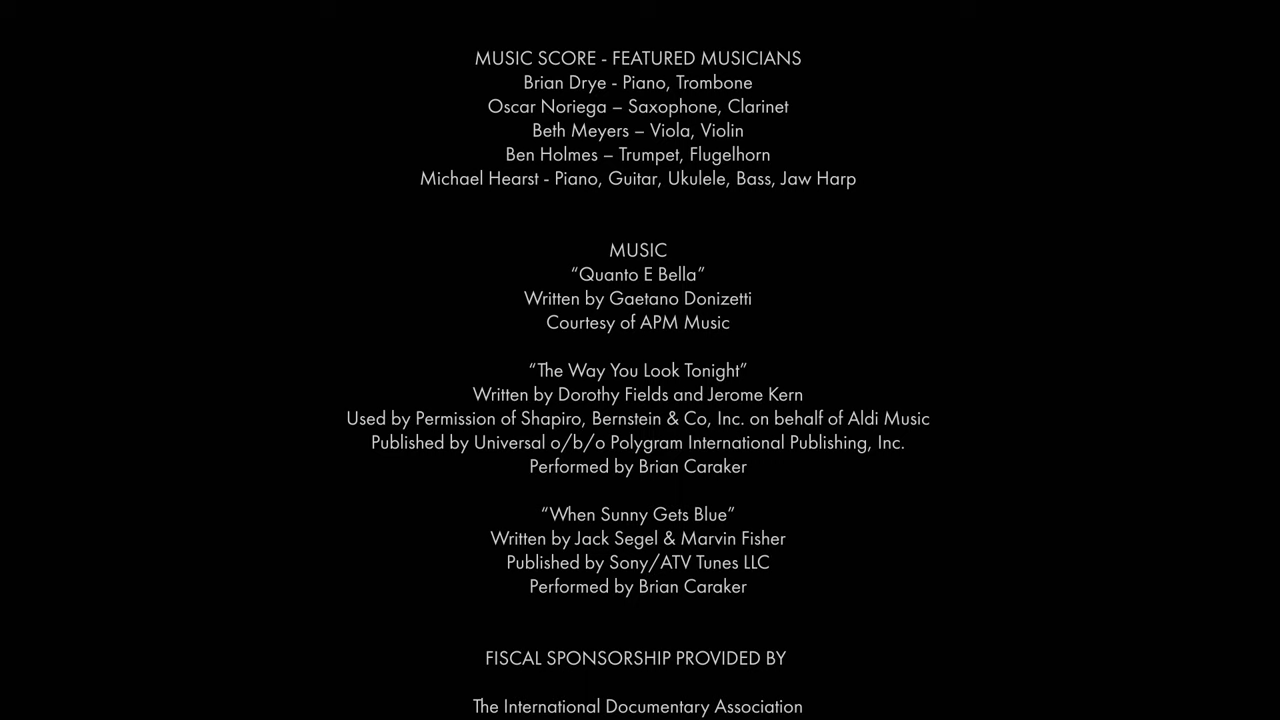 MUSIC SCORE - FEATURED MUSICIANS
Brian Drye - Piano, Trombone
Oscar Noriega – Saxophone, Clarinet
Beth Meyers – Viola, Violin
Ben Holmes – Trumpet, Flugelhorn
Michael Hearst - Piano, Guitar, Ukulele, Bass, Jaw Harp
MUSIC
“Quanto E Bella”
Written by Gaetano Donizetti
Courtesy of APM Music
“The Way You Look Tonight”
Written by Dorothy Fields and Jerome Kern
Used by Permission of Shapiro, Bernstein & Co, Inc. on behalf of Aldi Music
Published by Universal o/b/o Polygram International Publishing, Inc.
Performed by Brian Caraker
“When Sunny Gets Blue”
Written by Jack Segel & Marvin Fisher
Published by Sony/ATV Tunes LLC
Performed by Brian Caraker
FISCAL SPONSORSHIP PROVIDED BY
The International Documentary Association